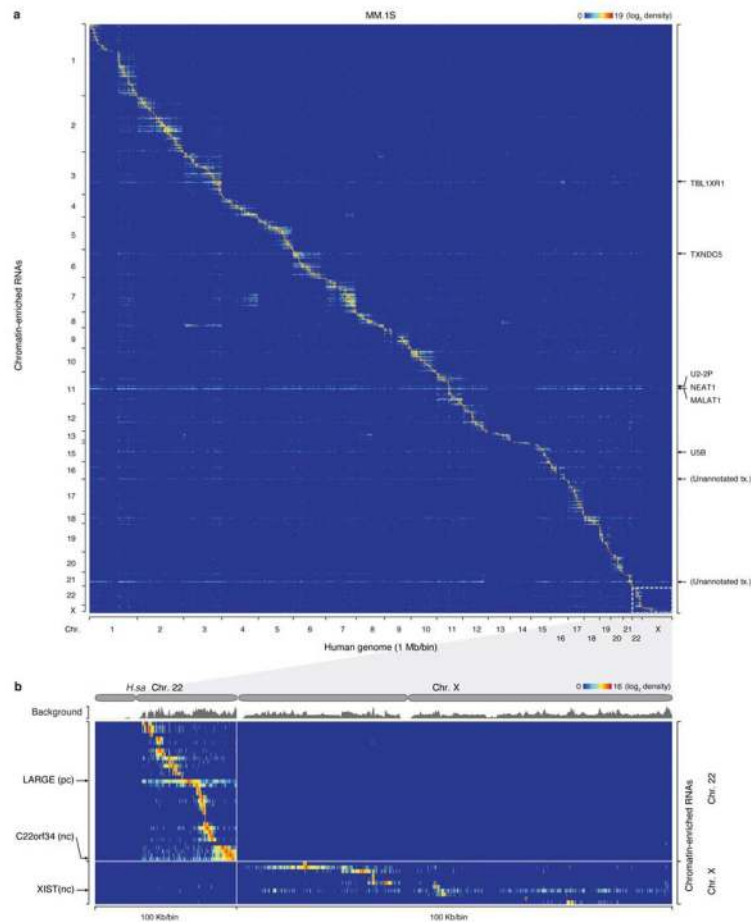 a
MM.1S
0 19 (log₂ density)
Chromatin-enriched RNAs
1
2
3
4
5
6
7
8
9
10
11
12
13
15
16
17
18
19
20
21
22
X
TBL1XR1
TXNDC5
U2-2P
NEAT1
MALAT1
U5B
(Unannotated tx.)
(Unannotated tx.)
Chr. 1 2 3 4 5 6 7 8 9 10 11 12 13 14 15 17 19 21 X
16 18 20 22
Human genome (1 Mb/bin)
b
H.sa Chr. 22 Chr. X
0 16 (log₂ density)
Background
LARGE (pc)
C22orf34 (nc)
XIST(nc)
Chromatin-enriched RNAs
Chr. 22
Chr. X
100 Kb/bin 100 Kb/bin